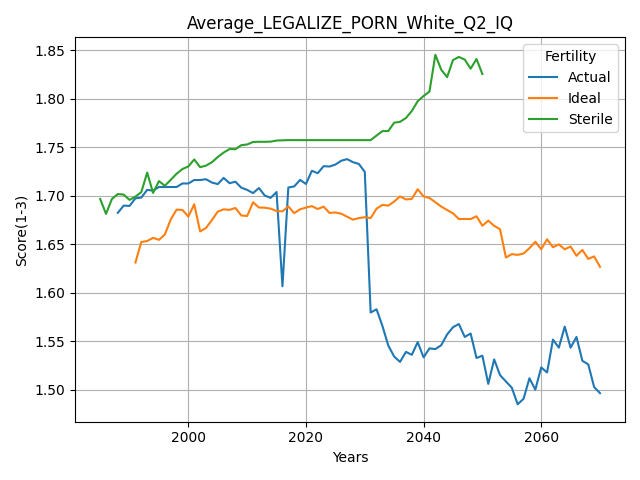 Average_LEGALIZE_PORN_White_Q2_IQ
Score(1-3)
1.85
1.80
1.75
1.70
1.65
1.60
1.55
1.50
Fertility
Actual
Ideal
Sterile
2000 2020 2040 2060
Years